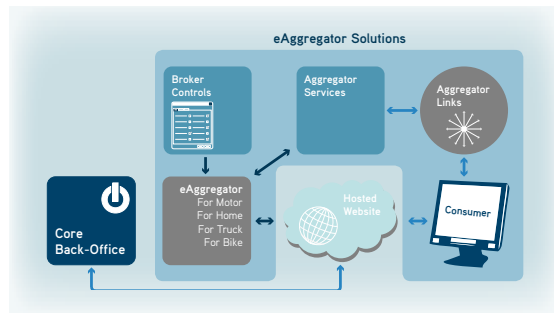 eAggregator Solutions
Broker
Controls
Aggregator
Services
Aggregator
Links
eAggregator
For Motor
For Home
For Truck
For Bike
Hosted
Website
Consumer
Core
Back-Office